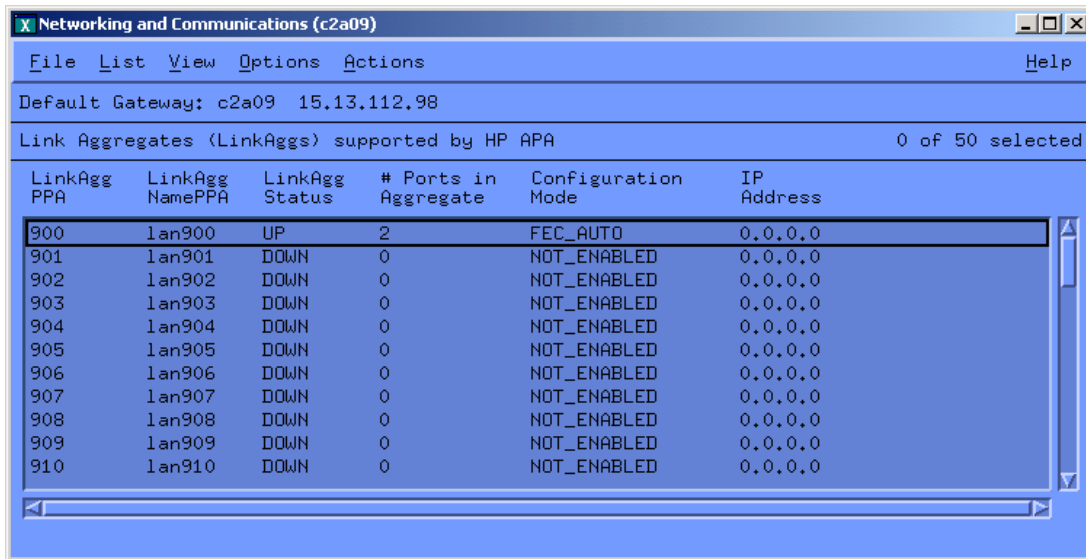 X Networking and Communications (c2a09)
File List View Options Actions Help
Default Gateway: c2a09 15.13.112.98
Link Aggregates (LinkAggs) supported by HP APA 0 of 50 selected
LinkAgg LinkAgg LinkAgg # Ports in Configuration IP
PPA NamePPA Status Aggregate Mode Address
900 lan900 UP 2 FEC_AUTO 0.0.0.0
901 lan901 DOWN 0 NOT_ENABLED 0.0.0.0
902 lan902 DOWN 0 NOT_ENABLED 0.0.0.0
903 lan903 DOWN 0 NOT_ENABLED 0.0.0.0
904 lan904 DOWN 0 NOT_ENABLED 0.0.0.0
905 lan905 DOWN 0 NOT_ENABLED 0.0.0.0
906 lan906 DOWN 0 NOT_ENABLED 0.0.0.0
907 lan907 DOWN 0 NOT_ENABLED 0.0.0.0
908 lan908 DOWN 0 NOT_ENABLED 0.0.0.0
909 lan909 DOWN 0 NOT_ENABLED 0.0.0.0
910 lan910 DOWN 0 NOT_ENABLED 0.0.0.0